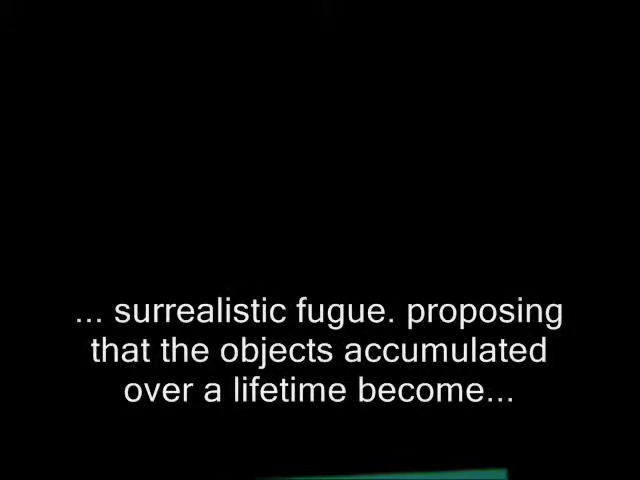 ... surrealistic fugue. proposing
that the objects accumulated
over a lifetime become...